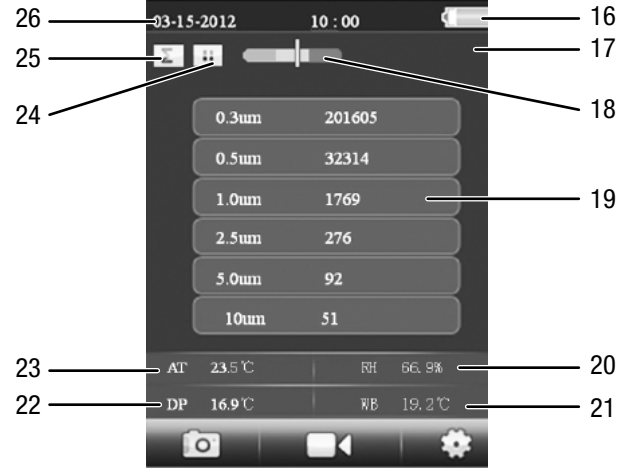 26 03-15-2012 10:00 16
25 Σ 17
24 18
0.3um 201605
0.5um 32314
1.0um 1769 19
2.5um 276
5.0um 92
10um 51
23 AT 23.5℃ RH 66.9% 20
22 DP 16.9℃ WB 19.2℃ 21